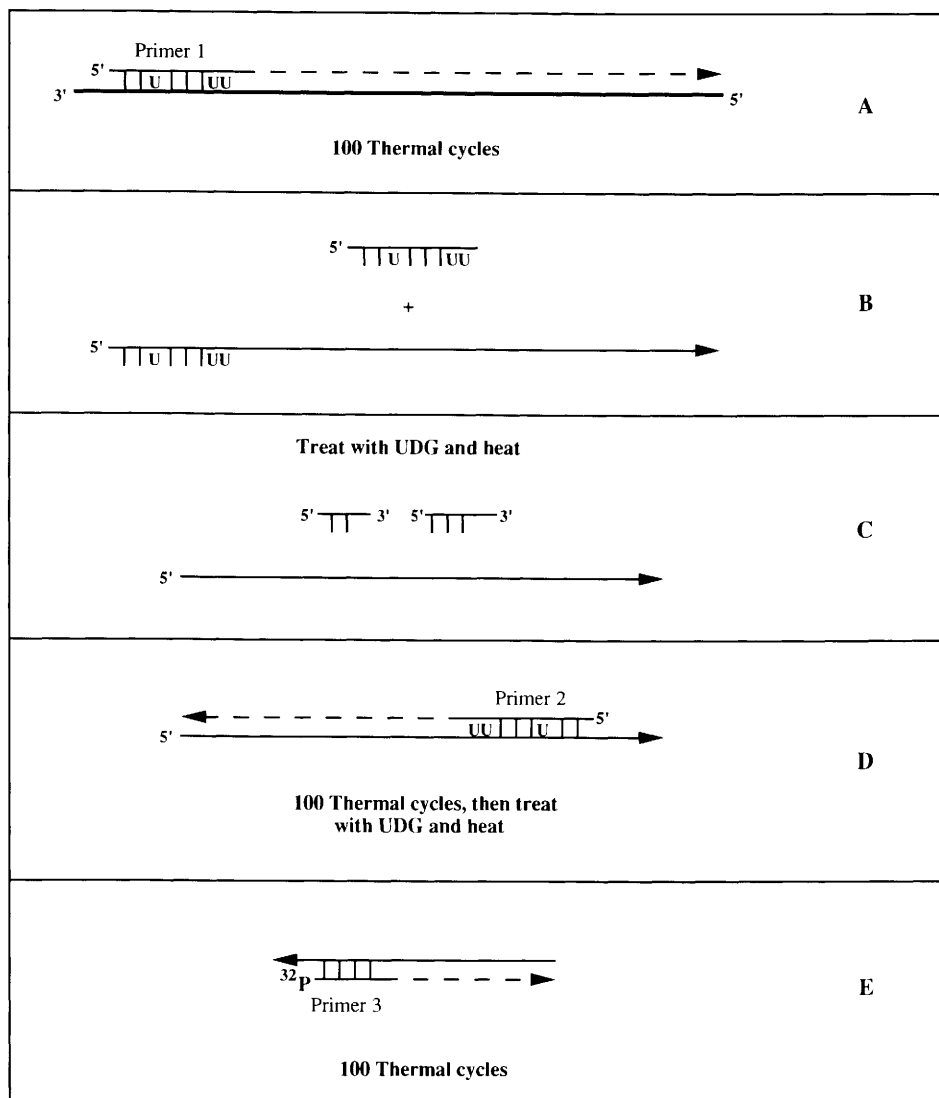 Primer 1
5'
U UU
3' 5'
A
100 Thermal cycles
5'
U UU
+
B
5'
U UU
Treat with UDG and heat
5' 3' 5' 3'
C
5'
Primer 2
5'
UU U
5'
D
100 Thermal cycles, then treat
with UDG and heat
E
32P
Primer 3
100 Thermal cycles